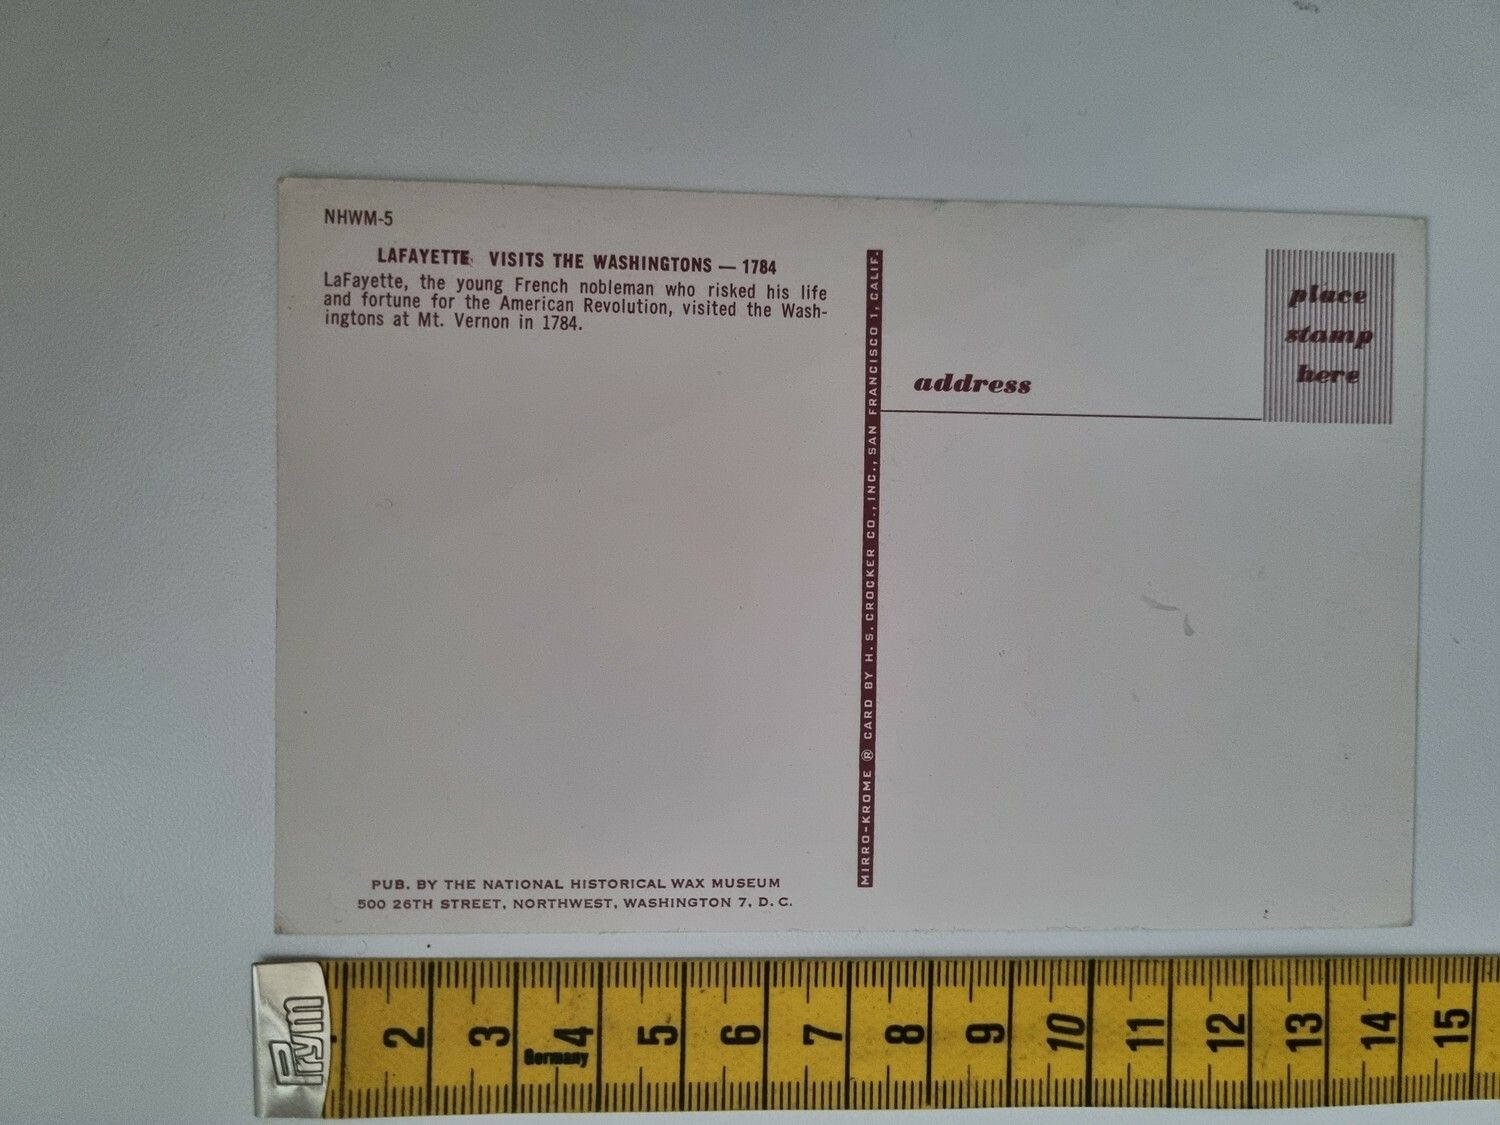 NHWM-5
LAFAYETTE VISITS THE WASHINGTONS — 1784
LaFayette, the young French nobleman who risked his life
and fortune for the American Revolution, visited the Wash-
ingtons at Mt. Vernon in 1784.
PUB. BY THE NATIONAL HISTORICAL WAX MUSEUM
500 26TH STREET, NORTHWEST, WASHINGTON 7, D. C.
MIRRO-KROME ® CARD BY H. S. CROCKER CO., INC., SAN FRANCISCO 1, CALIF.
place
stamp
here
address
Prym
2 3 4 5 6 7 8 9 10 11 12 13 14 15
Germany